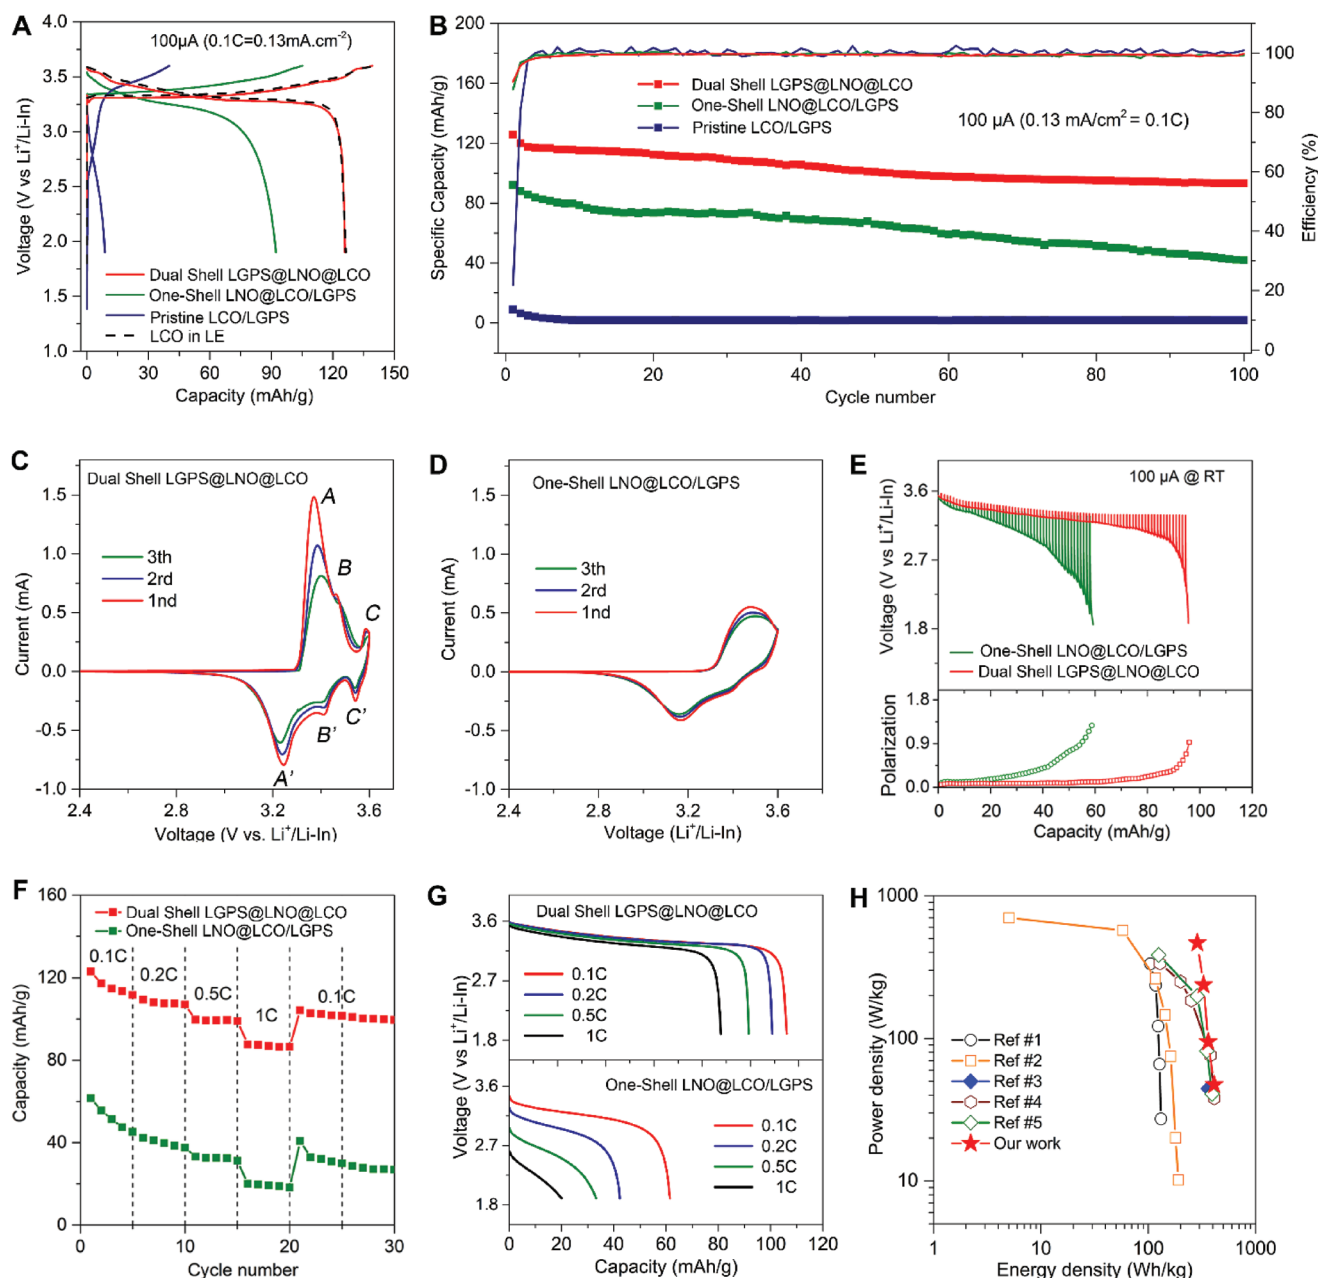 A
100μA (0.1C=0.13mA.cm⁻²)
4.0
3.5
3.0
2.5
2.0
1.5
1.0
Voltage (V vs Li⁺/Li-In)
Dual Shell LGPS@LNO@LCO
One-Shell LNO@LCO/LGPS
Pristine LCO/LGPS
LCO in LE
0 30 60 90 120 150
Capacity (mAh/g)
B
200
160
120
80
40
0
Specific Capacity (mAh/g)
Dual Shell LGPS@LNO@LCO
One-Shell LNO@LCO/LGPS
Pristine LCO/LGPS
100 μA (0.13 mA/cm² = 0.1C)
100
80
60
40
20
0
Efficiency (%)
0 20 40 60 80 100
Cycle number
C
Dual Shell LGPS@LNO@LCO
1.5
1.0
0.5
0.0
-0.5
-1.0
Current (mA)
3th
2rd
1nd
A
B
C
A'
B'
C'
2.4 2.8 3.2 3.6
Voltage (V vs. Li⁺/Li-In)
D
One-Shell LNO@LCO/LGPS
1.5
1.0
0.5
0.0
-0.5
-1.0
Current (mA)
3th
2rd
1nd
2.4 2.8 3.2 3.6
Voltage (Li⁺/Li-In)
E
100 μA @ RT
3.6
2.7
1.8
Voltage (V vs Li⁺/Li-In)
One-Shell LNO@LCO/LGPS
Dual Shell LGPS@LNO@LCO
1.8
0.9
0.0
Polarization
0 20 40 60 80 100 120
Capacity (mAh/g)
F
160
120
80
40
0
Capacity (mAh/g)
Dual Shell LGPS@LNO@LCO
One-Shell LNO@LCO/LGPS
0.1C
0.2C
0.5C
1C
0.1C
0 10 20 30
Cycle number
G
Dual Shell LGPS@LNO@LCO
3.6
2.7
1.8
Voltage (V vs Li⁺/Li-In)
0.1C
0.2C
0.5C
1C
One-Shell LNO@LCO/LGPS
3.6
2.7
1.8
Voltage (V vs Li⁺/Li-In)
0.1C
0.2C
0.5C
1C
0 20 40 60 80 100 120
Capacity (mAh/g)
H
1000
100
10
Power density (W/kg)
Ref #1
Ref #2
Ref #3
Ref #4
Ref #5
Our work
1 10 100 1000
Energy density (Wh/kg)